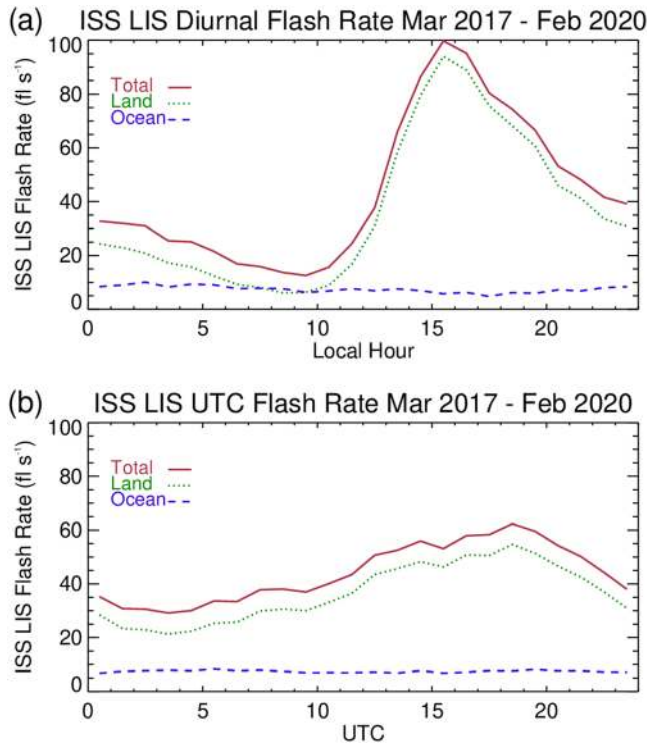 (a) ISS LIS Diurnal Flash Rate Mar 2017 - Feb 2020
ISS LIS Flash Rate (fl s⁻¹)
100
80
60
40
20
0
Total
Land
Ocean
0 5 10 15 20
Local Hour
(b) ISS LIS UTC Flash Rate Mar 2017 - Feb 2020
ISS LIS Flash Rate (fl s⁻¹)
100
80
60
40
20
0
Total
Land
Ocean
0 5 10 15 20
UTC